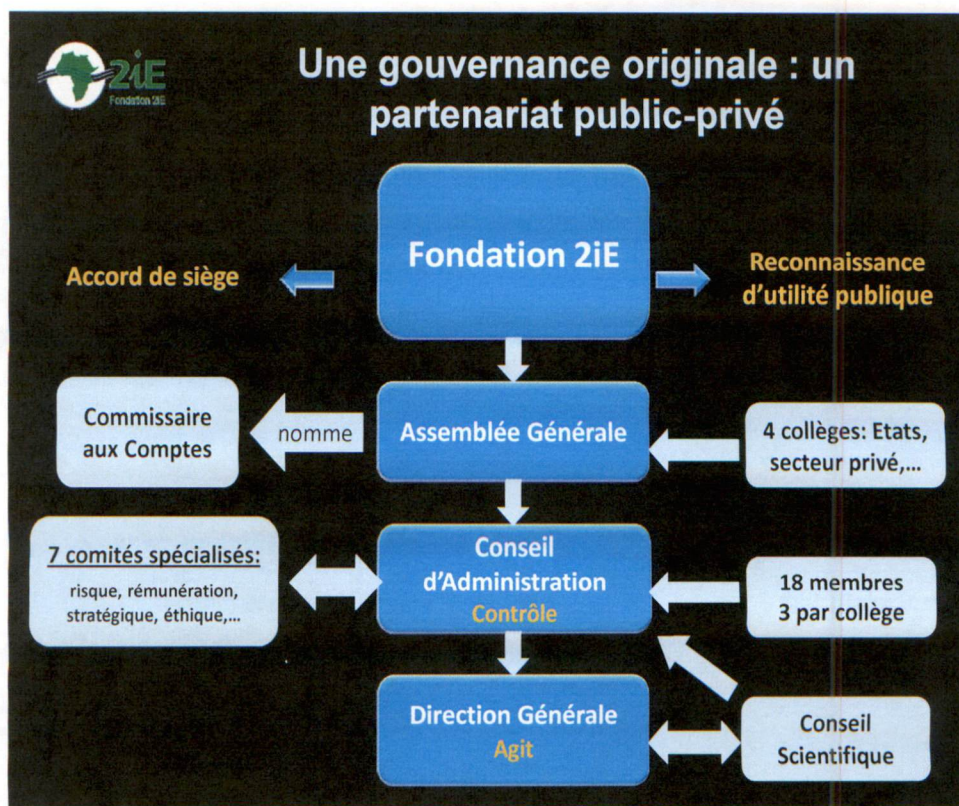 2iE
Fondation 2iE
Une gouvernance originale : un
partenariat public-privé
Fondation 2iE
Accord de siège
Reconnaissance
d'utilité publique
Commissaire
aux Comptes
nomme
Assemblée Générale
4 collèges: Etats,
secteur privé,...
7 comités spécialisés:
risque, rémunération,
stratégique, éthique,...
Conseil
d'Administration
Contrôle
18 membres
3 par collège
Direction Générale
Agit
Conseil
Scientifique